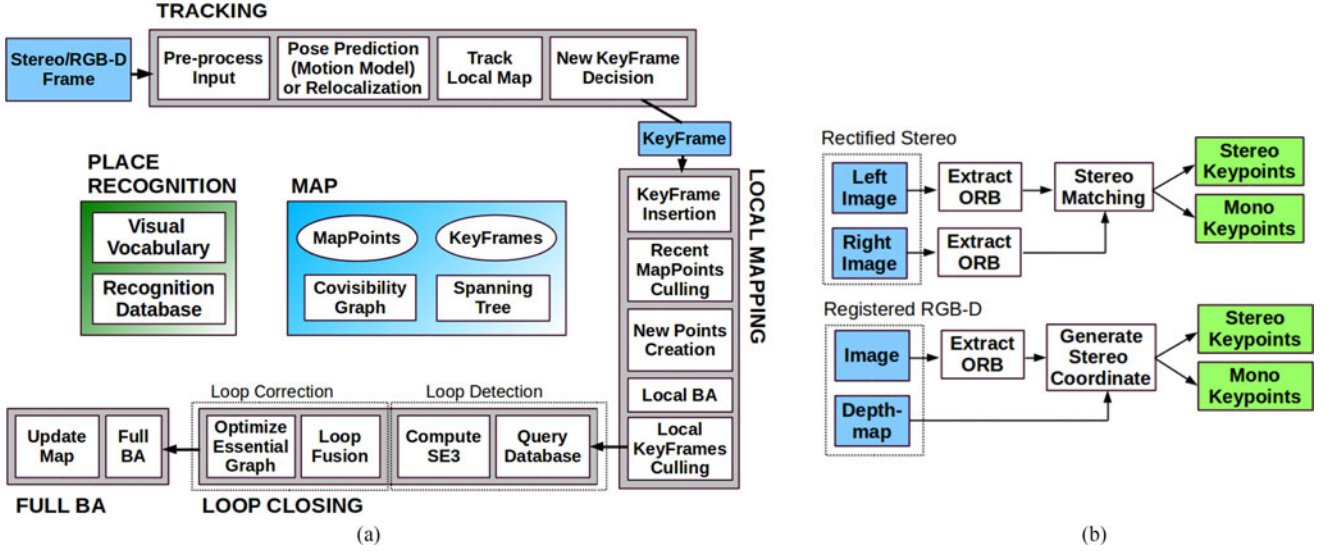 TRACKING
Stereo/RGB-D
Frame
Pre-process
Input
Pose Prediction
(Motion Model)
or Relocalization
Track
Local Map
New KeyFrame
Decision
KeyFrame
PLACE
RECOGNITION
Visual
Vocabulary
Recognition
Database
MAP
MapPoints
KeyFrames
Covisibility
Graph
Spanning
Tree
LOCAL MAPPING
KeyFrame
Insertion
Recent
MapPoints
Culling
New Points
Creation
Local BA
Local
KeyFrames
Culling
Loop Correction
Loop Detection
Update
Map
Full
BA
Optimize
Essential
Graph
Loop
Fusion
Compute
SE3
Query
Database
FULL BA
LOOP CLOSING
(a)
Rectified Stereo
Left
Image
Extract
ORB
Stereo
Matching
Stereo
Keypoints
Mono
Keypoints
Right
Image
Extract
ORB
Registered RGB-D
Image
Extract
ORB
Generate
Stereo
Coordinate
Stereo
Keypoints
Mono
Keypoints
Depth-
map
(b)